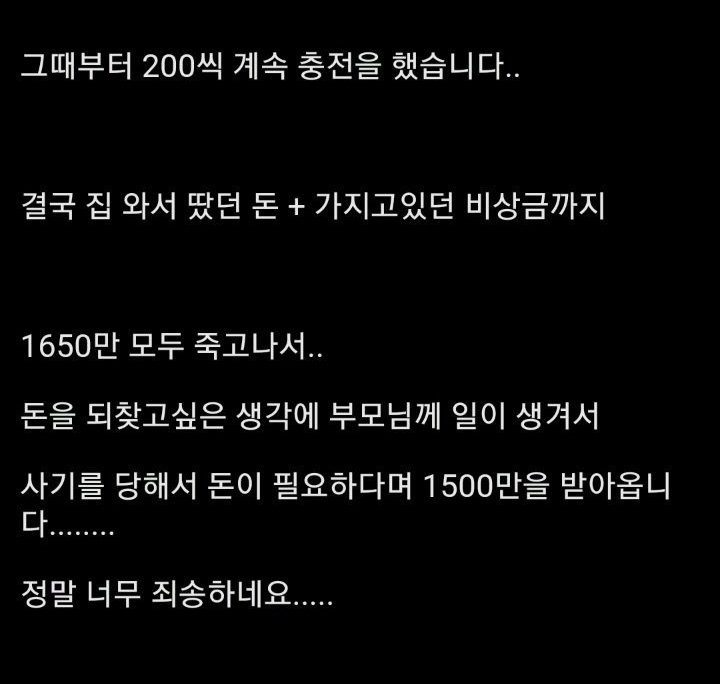 그때부터 200씩 계속 충전을 했습니다..
결국 집 와서 땄던 돈 + 가지고있던 비상금까지
1650만 모두 죽고나서..
돈을 되찾고싶은 생각에 부모님께 일이 생겨서
사기를 당해서 돈이 필요하다며 1500만을 받아옵니
다........
정말 너무 죄송하네요.....